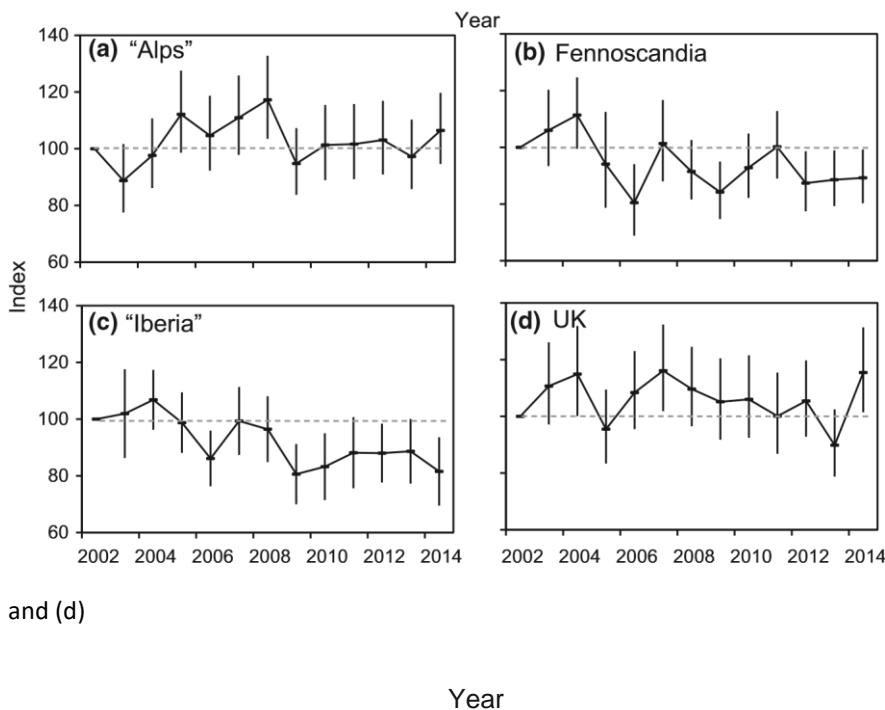 Year
140
(a) "Alps"
(b) Fennoscandia
120
100
80
60
Index
140
(c) "Iberia"
(d) UK
120
100
80
60
2002 2004 2006 2008 2010 2012 2014
2002 2004 2006 2008 2010 2012 2014
and (d)
Year